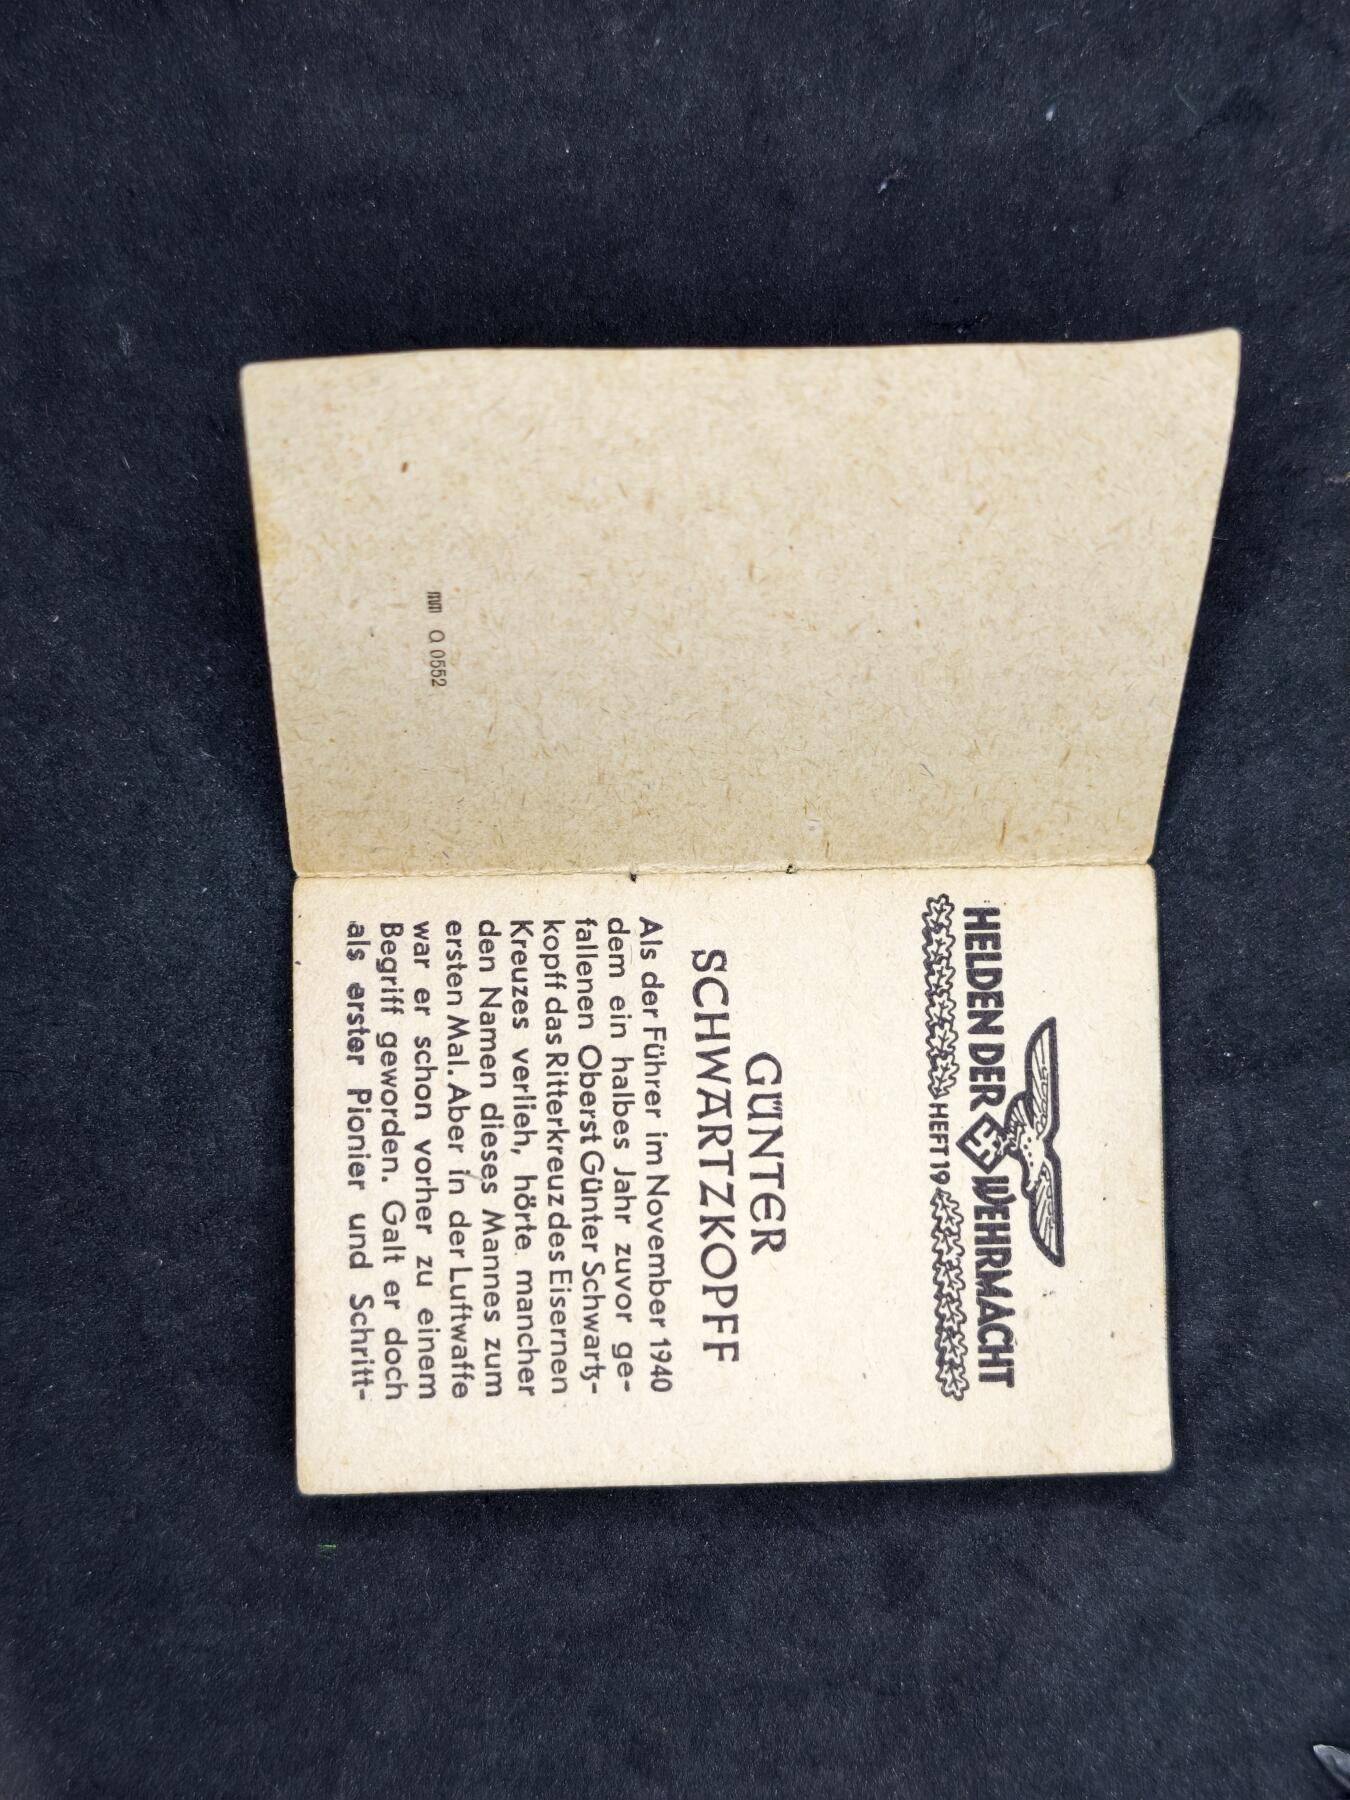 mm Q 0552
HELDEN DER WEHRMACHT
HEFT 19
GÜNTER
SCHWARTZKOPFF
Als der Führer im November 1940
dem ein halbes Jahr zuvor ge-
fallenen Oberst Günter Schwartz-
kopff das Ritterkreuz des Eisernen
Kreuzes verlieh, hörte mancher
den Namen dieses Mannes zum
ersten Mal. Aber in der Luftwaffe
war er schon vorher zu einem
Begriff geworden. Galt er doch
als erster Pionier und Schritt-